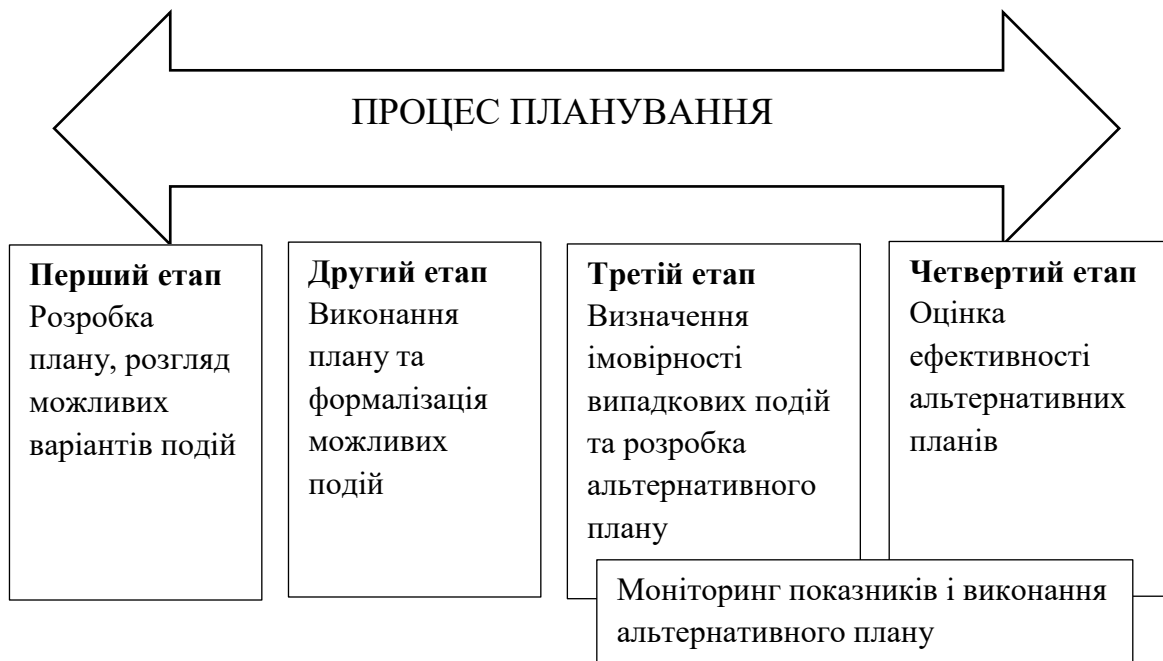 ПРОЦЕС ПЛАНУВАННЯ
Перший етап
Розробка
плану, розгляд
можливих
варіантів подій
Другий етап
Виконання
плану та
формалізація
можливих
подій
Третій етап
Визначення
імовірності
випадкових подій
та розробка
альтернативного
плану
Четвертий етап
Оцінка
ефективності
альтернативних
планів
Моніторинг показників і виконання
альтернативного плану